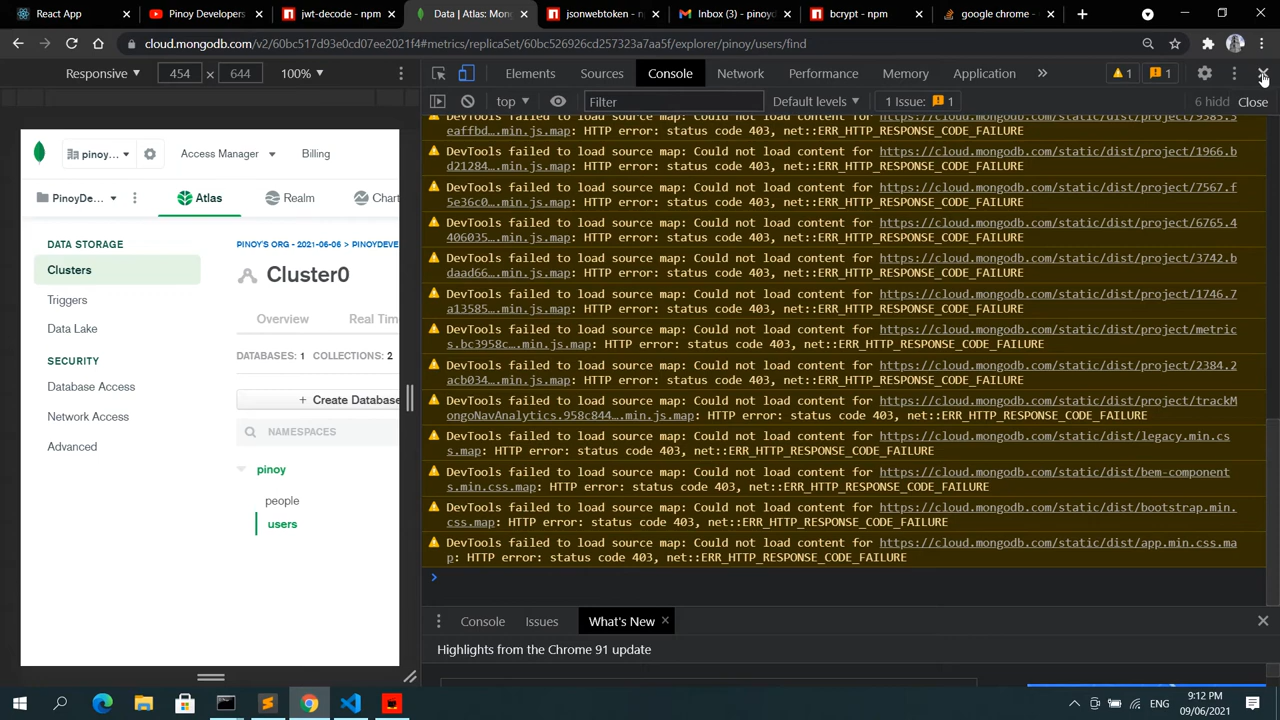 Pinoy Developers
jwt-decode - npm
Data | Atlas: Mong
jsonwebtoken - n
Inbox (3) - pinoyd
bcrypt - npm
google chrome -
cloud.mongodb.com/v2/60bc517d93e0cd07ee2021f4#metrics/replicaSet/60bc526926cd257323a7aa5f/explorer/pinoy/users/find
Responsive ▾ 454 × 644 100% ▾
Elements Sources Console Network Performance Memory Application » 1 1
top ▾ Filter Default levels ▾ 1 Issue: 1 6 hidd Close
5eaffbd….min.js.map: HTTP error: status code 403, net::ERR_HTTP_RESPONSE_CODE_FAILURE
DevTools failed to load source map: Could not load content for https://cloud.mongodb.com/static/dist/project/1966.b
d21284….min.js.map: HTTP error: status code 403, net::ERR_HTTP_RESPONSE_CODE_FAILURE
DevTools failed to load source map: Could not load content for https://cloud.mongodb.com/static/dist/project/7567.f
5e36c0….min.js.map: HTTP error: status code 403, net::ERR_HTTP_RESPONSE_CODE_FAILURE
DevTools failed to load source map: Could not load content for https://cloud.mongodb.com/static/dist/project/6765.4
406035….min.js.map: HTTP error: status code 403, net::ERR_HTTP_RESPONSE_CODE_FAILURE
DevTools failed to load source map: Could not load content for https://cloud.mongodb.com/static/dist/project/3742.b
daad66….min.js.map: HTTP error: status code 403, net::ERR_HTTP_RESPONSE_CODE_FAILURE
DevTools failed to load source map: Could not load content for https://cloud.mongodb.com/static/dist/project/1746.7
a13585….min.js.map: HTTP error: status code 403, net::ERR_HTTP_RESPONSE_CODE_FAILURE
DevTools failed to load source map: Could not load content for https://cloud.mongodb.com/static/dist/project/metric
s.bc3958c….min.js.map: HTTP error: status code 403, net::ERR_HTTP_RESPONSE_CODE_FAILURE
DevTools failed to load source map: Could not load content for https://cloud.mongodb.com/static/dist/project/2384.2
acb034….min.js.map: HTTP error: status code 403, net::ERR_HTTP_RESPONSE_CODE_FAILURE
DevTools failed to load source map: Could not load content for https://cloud.mongodb.com/static/dist/project/trackM
ongoNavAnalytics.958c844….min.js.map: HTTP error: status code 403, net::ERR_HTTP_RESPONSE_CODE_FAILURE
DevTools failed to load source map: Could not load content for https://cloud.mongodb.com/static/dist/legacy.min.cs
s.map: HTTP error: status code 403, net::ERR_HTTP_RESPONSE_CODE_FAILURE
DevTools failed to load source map: Could not load content for https://cloud.mongodb.com/static/dist/bem-component
s.min.css.map: HTTP error: status code 403, net::ERR_HTTP_RESPONSE_CODE_FAILURE
DevTools failed to load source map: Could not load content for https://cloud.mongodb.com/static/dist/bootstrap.min.
css.map: HTTP error: status code 403, net::ERR_HTTP_RESPONSE_CODE_FAILURE
DevTools failed to load source map: Could not load content for https://cloud.mongodb.com/static/dist/app.min.css.ma
p: HTTP error: status code 403, net::ERR_HTTP_RESPONSE_CODE_FAILURE
pinoy...
Access Manager
Billing
PinoyDe...
Atlas
Realm
Chart
DATA STORAGE
Clusters
Triggers
Data Lake
SECURITY
Database Access
Network Access
Advanced
PINOY'S ORG - 2021-06-06 > PINOYDEVE
Cluster0
Overview Real Tim
DATABASES: 1 COLLECTIONS: 2
+ Create Database
NAMESPACES
pinoy
people
users
Console Issues What's New ×
Highlights from the Chrome 91 update
ENG
9:12 PM
09/06/2021